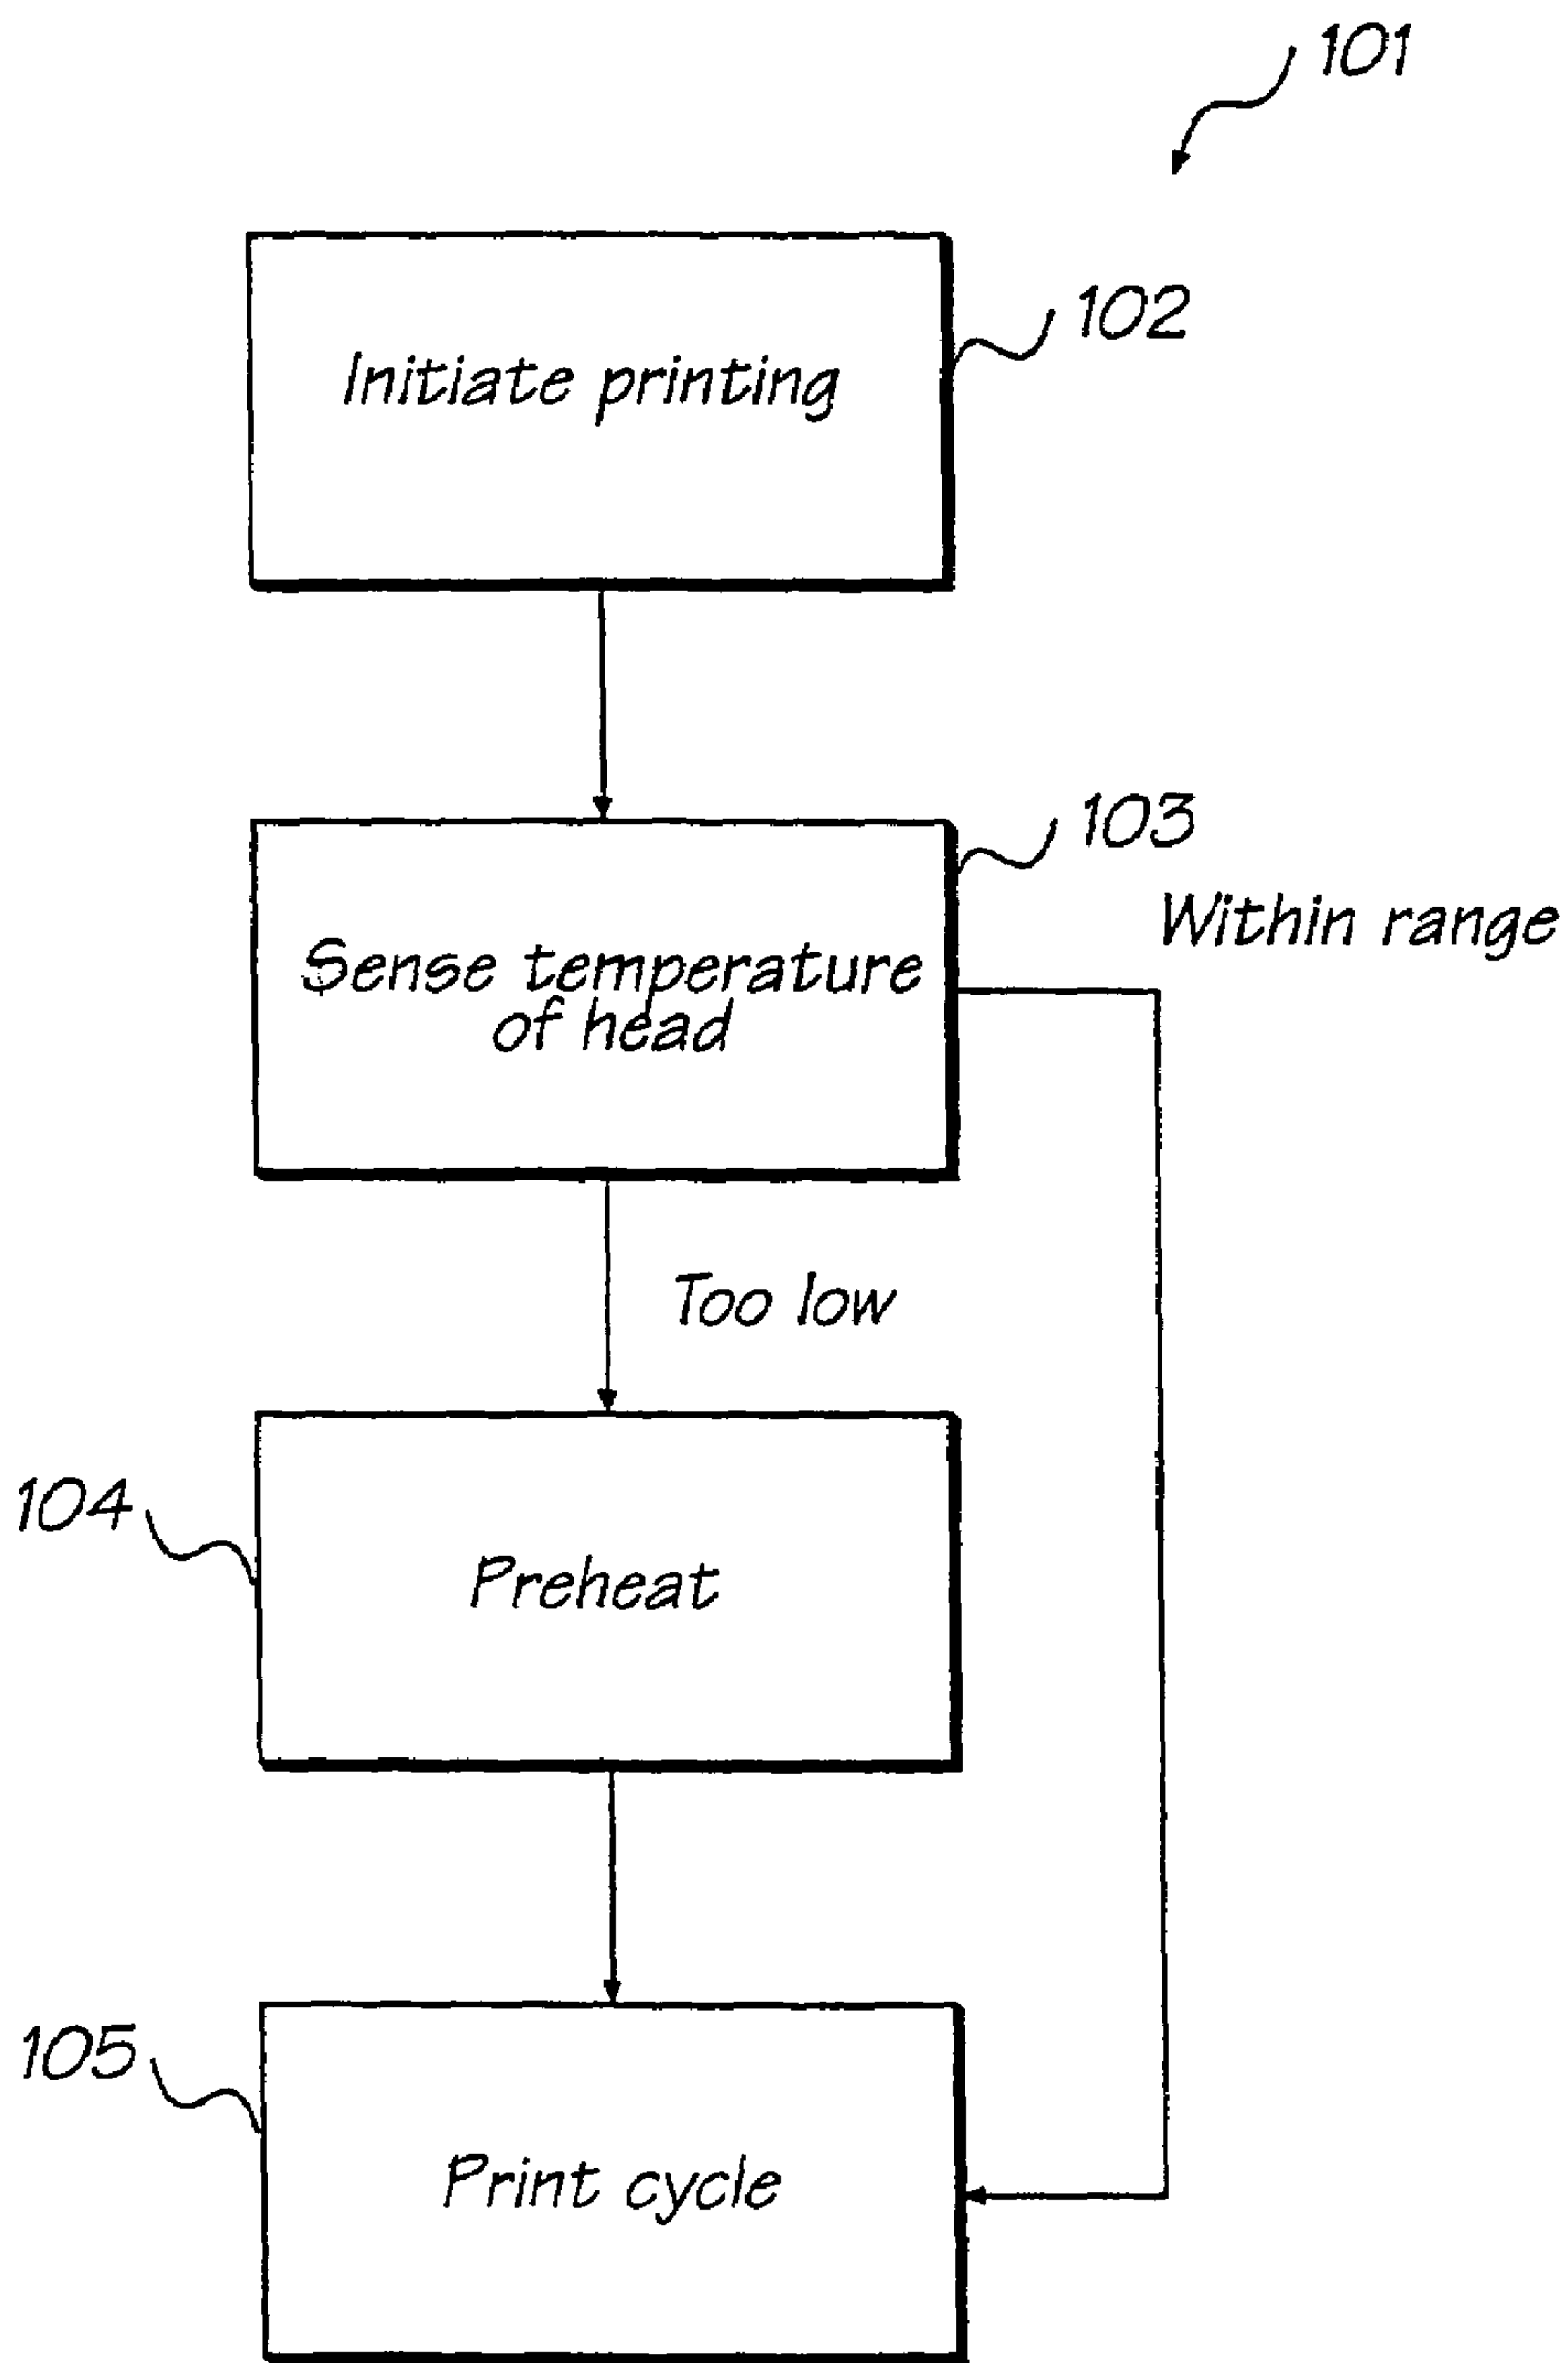 101
Initiate printing
102
103
Within range
Sense temperature
of head
Too low
104
Preheat
105
Print cycle